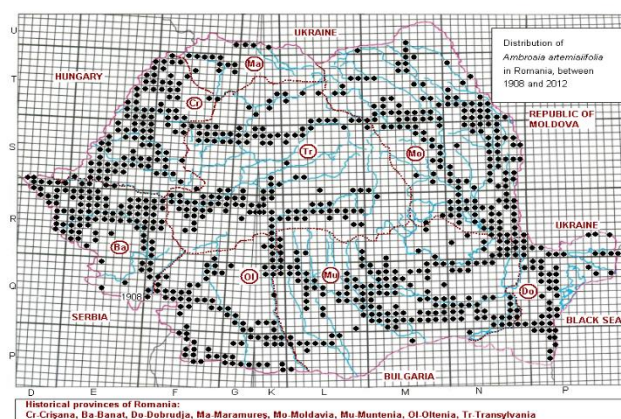 UKRAINE
Distribution of
Ambrosia artemisiifolia
in Romania, between
1908 and 2012
HUNGARY
REPUBLIC OF
MOLDOVA
U
T
S
R
Q
P
Ma
Cr
Tr
Mo
Ba
Ol
Mu
Do
UKRAINE
1908
SERBIA
BLACK SEA
BULGARIA
D E F G K L M N P
Historical provinces of Romania:
Cr-Crişana, Ba-Banat, Do-Dobrudja, Ma-Maramureş, Mo-Moldavia, Mu-Muntenia, Ol-Oltenia, Tr-Transylvania